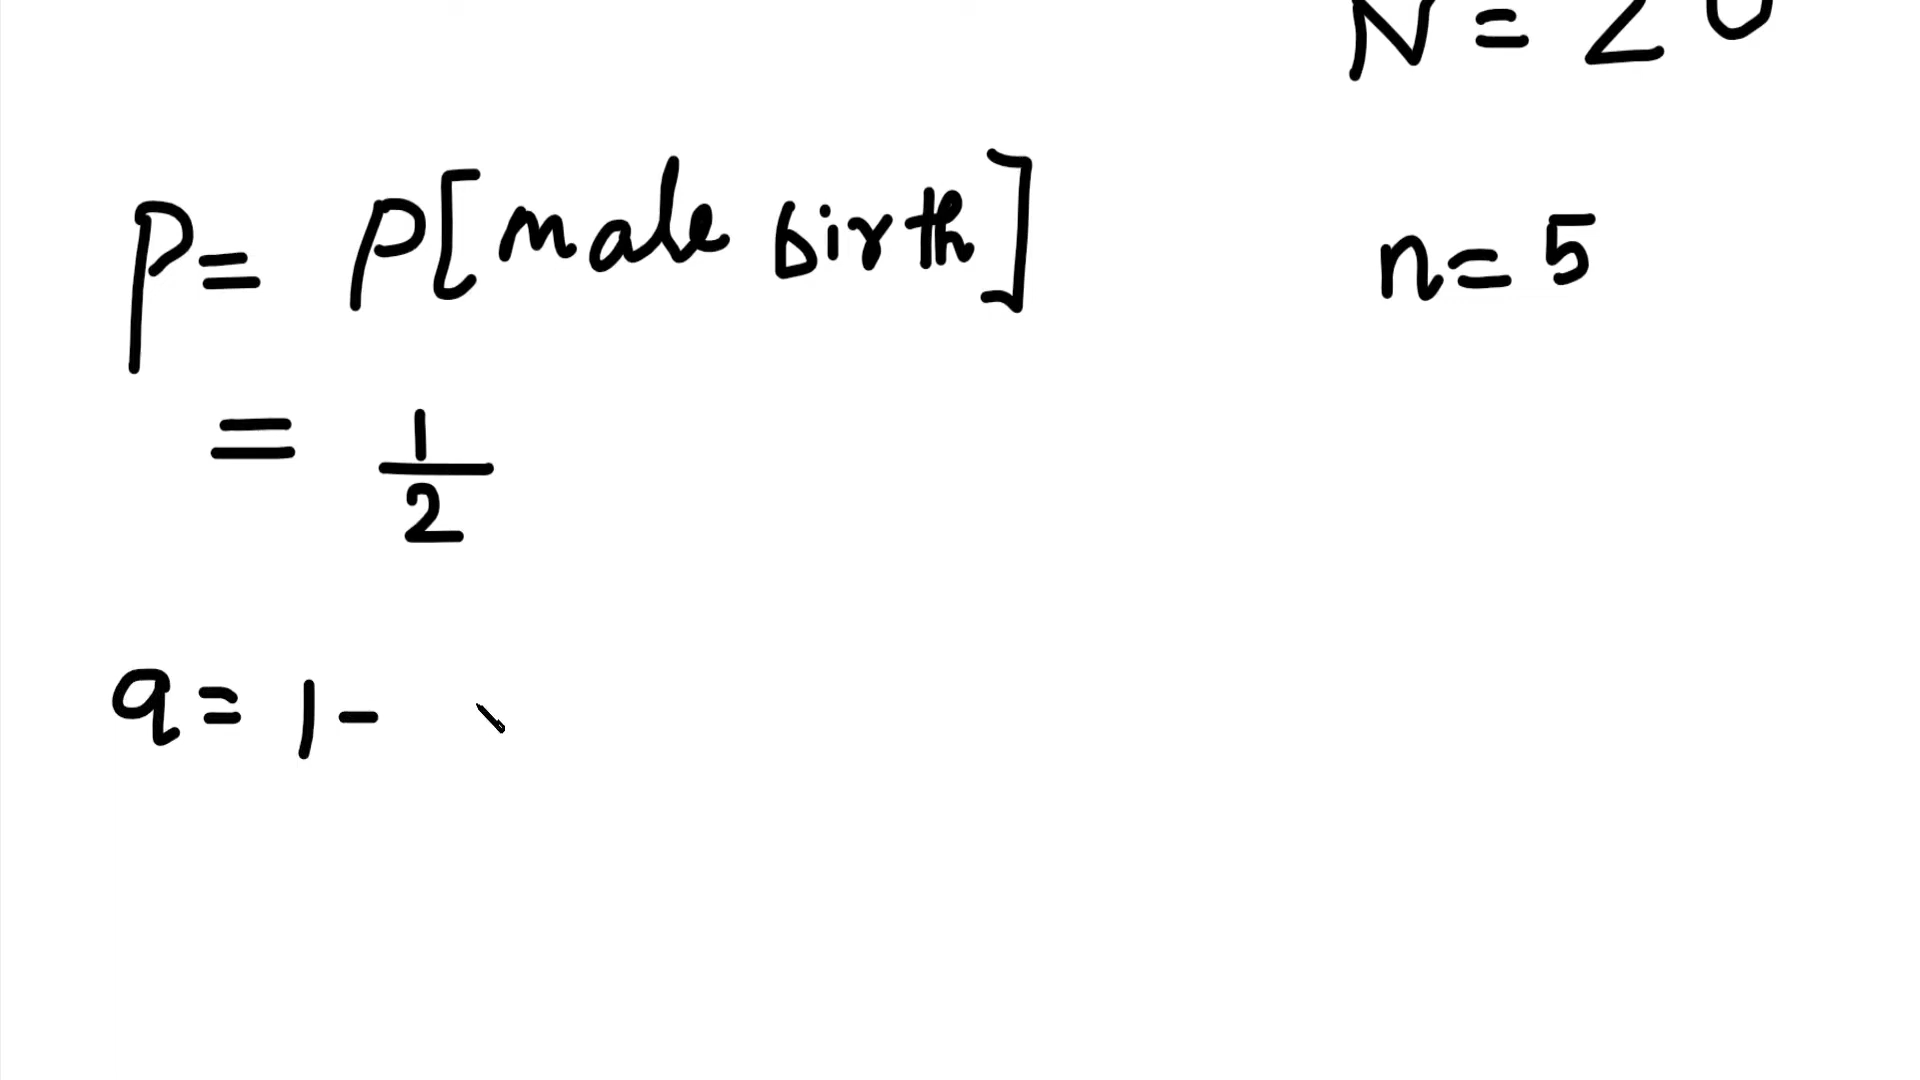 N = 20
P = P[male birth]
n = 5
= 1/2
q = 1 -